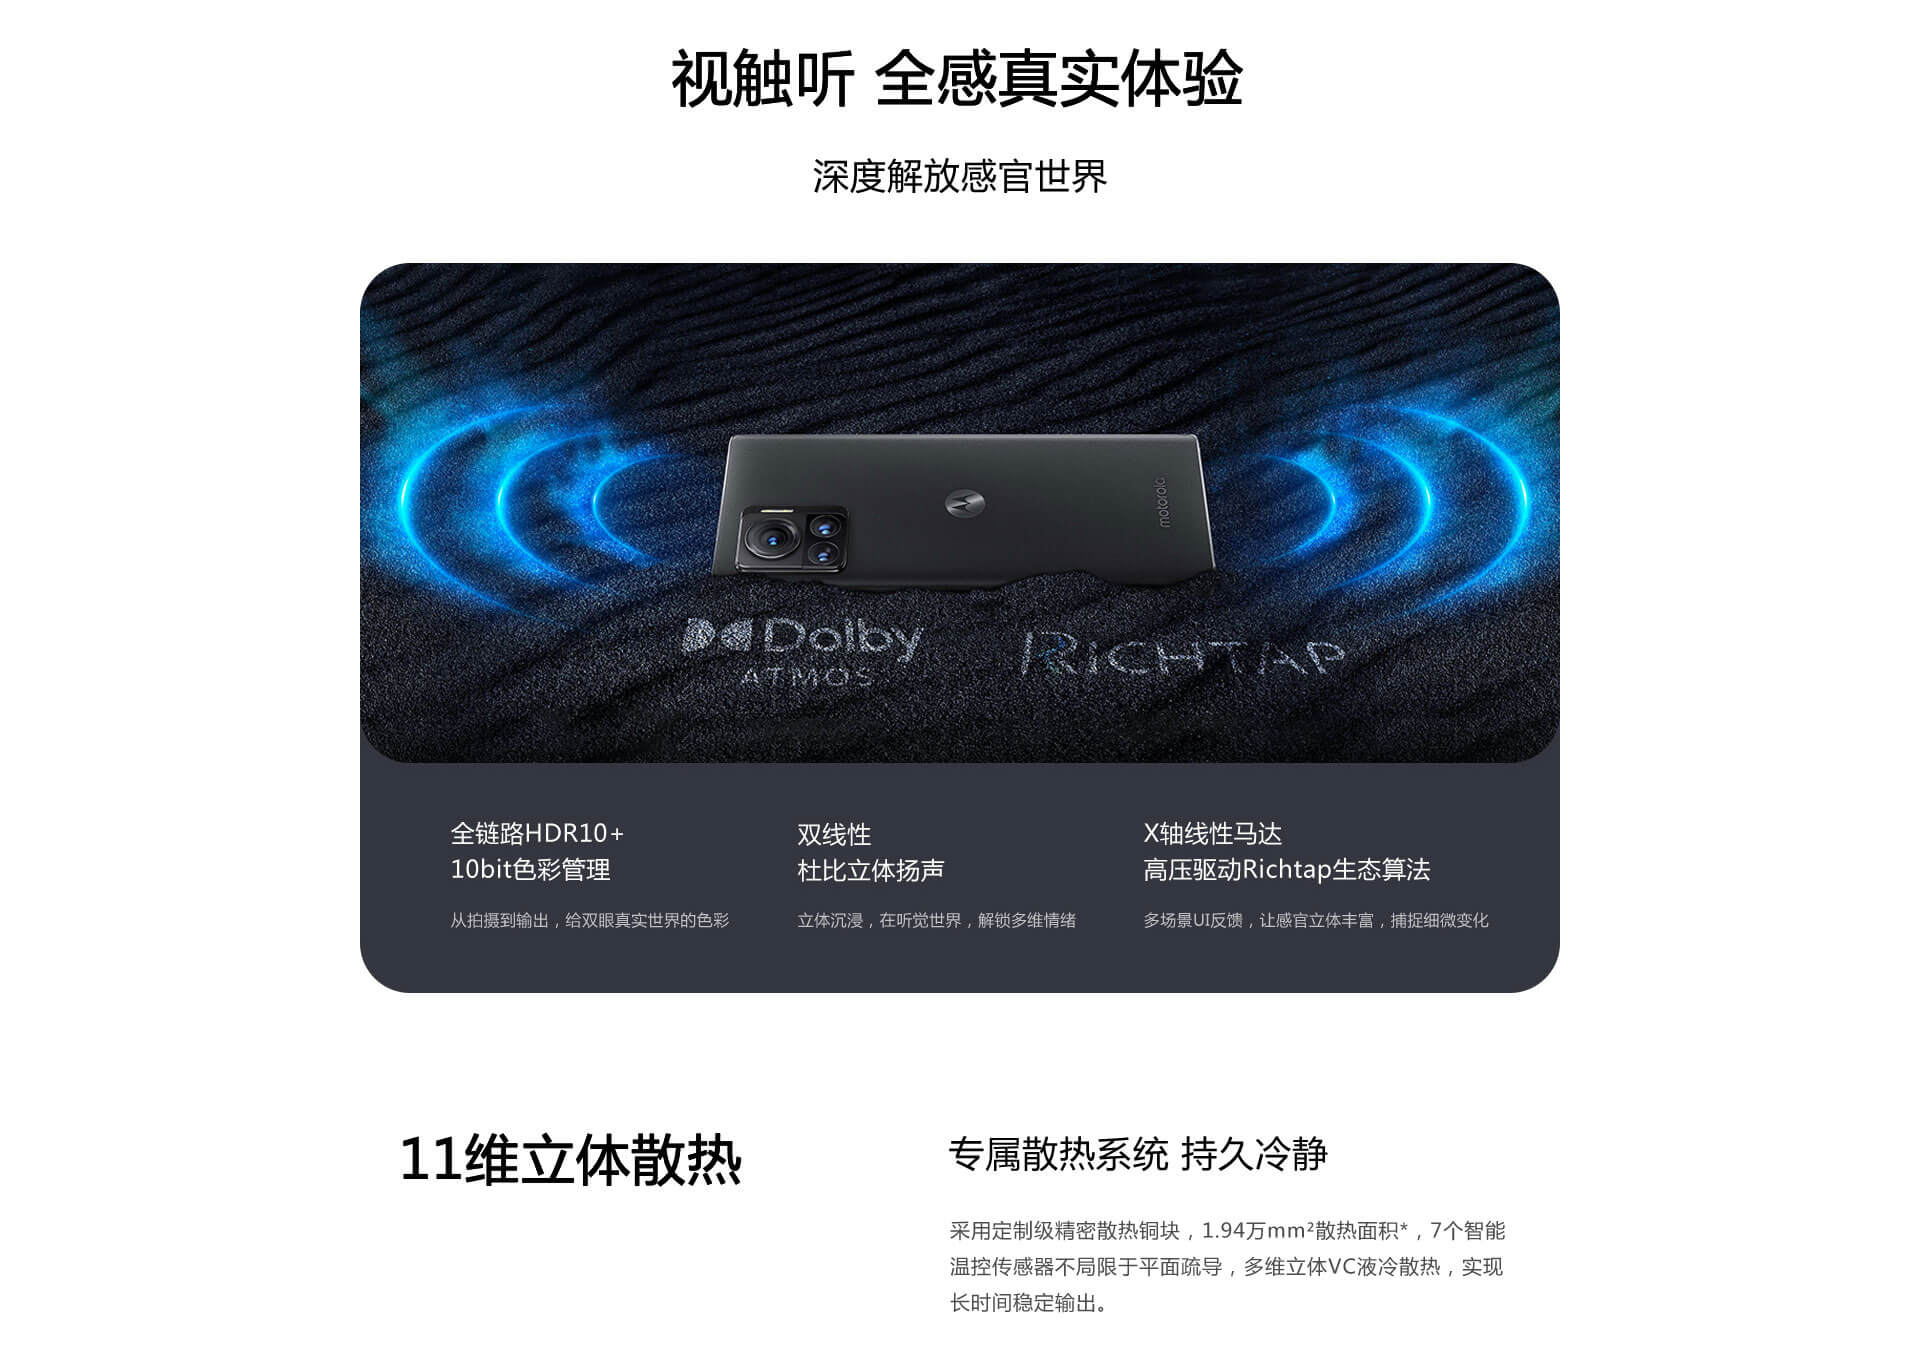 视触听 全感真实体验
深度解放感官世界
motorola
Dolby
ATMOS
RICHTAP
全链路HDR10+
10bit色彩管理
从拍摄到输出，给双眼真实世界的色彩
双线性
杜比立体扬声
立体沉浸，在听觉世界，解锁多维情绪
X轴线性马达
高压驱动Richtap生态算法
多场景UI反馈，让感官立体丰富，捕捉细微变化
11维立体散热
专属散热系统 持久冷静
采用定制级精密散热铜块，1.94万mm²散热面积*，7个智能
温控传感器不局限于平面疏导，多维立体VC液冷散热，实现
长时间稳定输出。